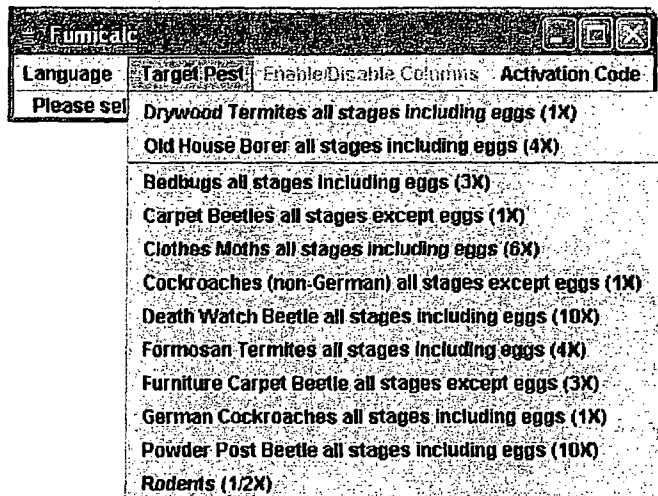 Fumicalc
Language Target Pest Enable/Disable Columns Activation Code
Please sel
Drywood Termites all stages including eggs (1X)
Old House Borer all stages including eggs (4X)
Bedbugs all stages including eggs (3X)
Carpet Beetles all stages except eggs (1X)
Clothes Moths all stages including eggs (6X)
Cockroaches (non-German) all stages except eggs (1X)
Death Watch Beetle all stages including eggs (10X)
Formosan Termites all stages including eggs (4X)
Furniture Carpet Beetle all stages except eggs (3X)
German Cockroaches all stages including eggs (1X)
Powder Post Beetle all stages including eggs (10X)
Rodents (1/2X)